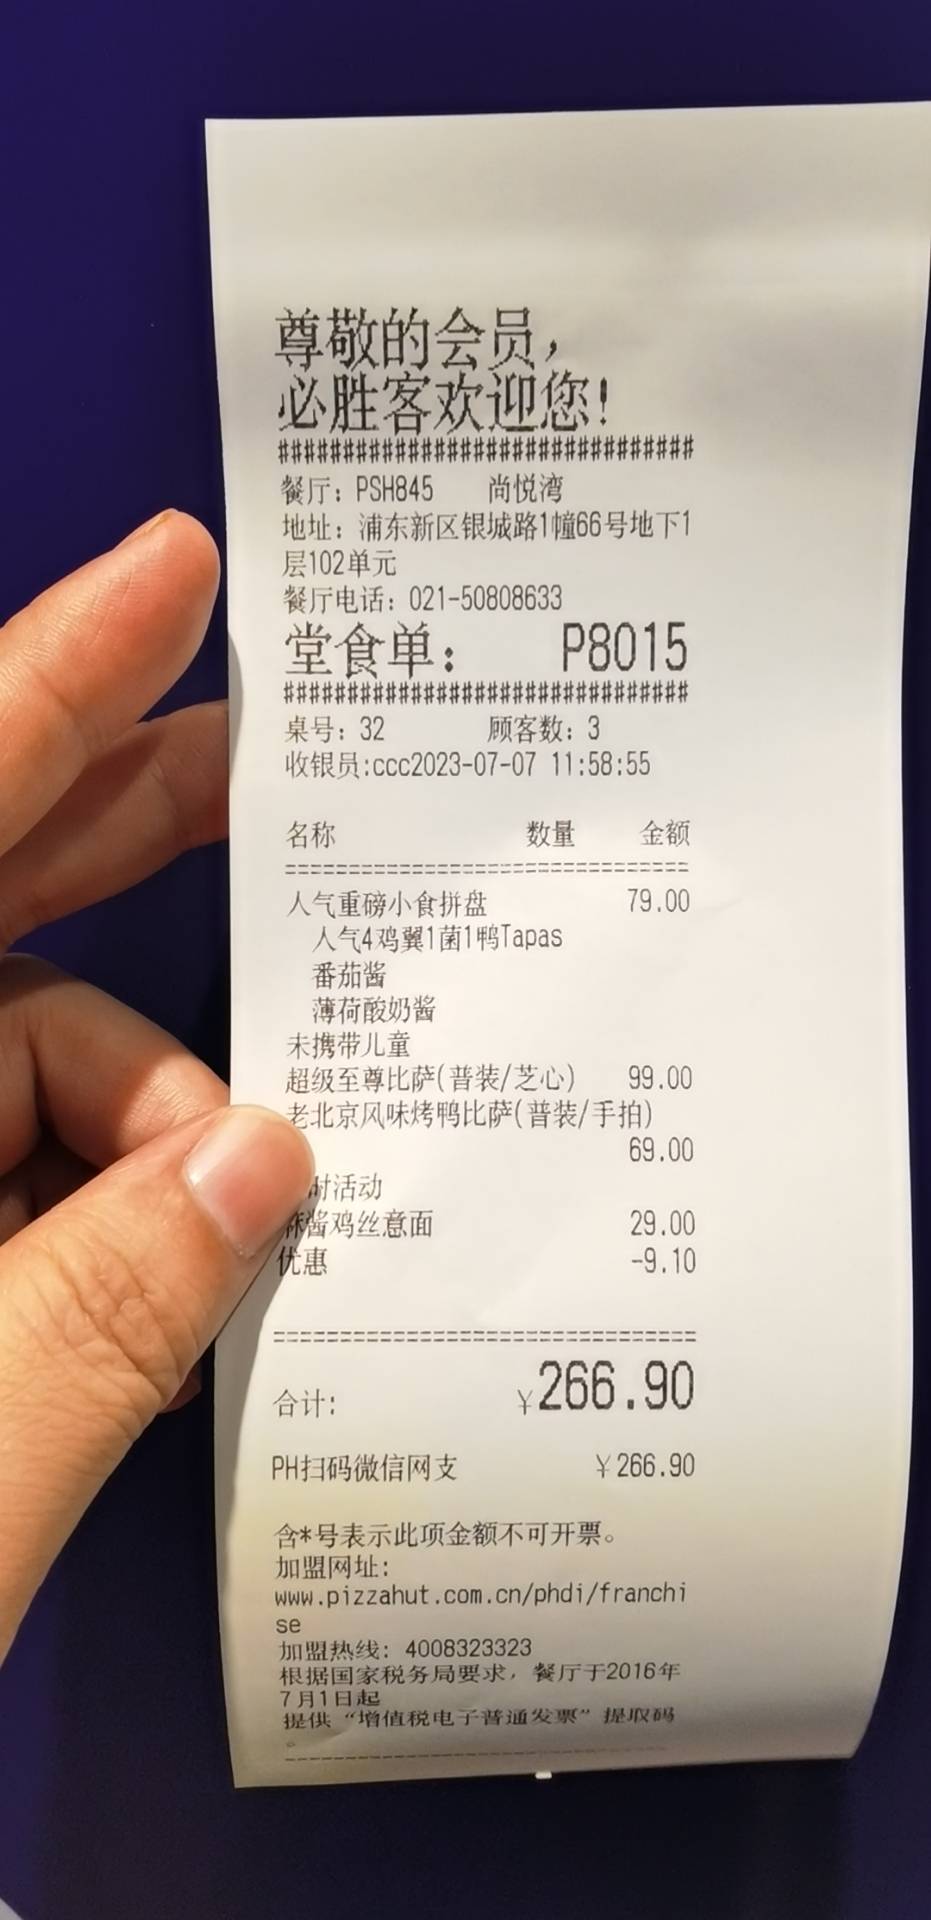 尊敬的会员，
必胜客欢迎您!
################################
餐厅: PSH845 尚悦湾
地址: 浦东新区银城路1幢66号地下1
层102单元
餐厅电话: 021-50808633
堂食单: P8015
################################
桌号: 32 顾客数: 3
收银员:ccc2023-07-07 11:58:55
名称 数量 金额
================================
人气重磅小食拼盘 79.00
人气4鸡翼1菌1鸭Tapas
番茄酱
薄荷酸奶酱
未携带儿童
超级至尊比萨(普装/芝心) 99.00
老北京风味烤鸭比萨(普装/手拍)
69.00
时活动
酱鸡丝意面 29.00
优惠 -9.10
================================
合计: ￥266.90
PH扫码微信网支 ￥266.90
含*号表示此项金额不可开票。
加盟网址:
www.pizzahut.com.cn/phdi/franchi
se
加盟热线: 4008323323
根据国家税务局要求，餐厅于2016年
7月1日起
提供“增值税电子普通发票”提取码
。
--------------------------------